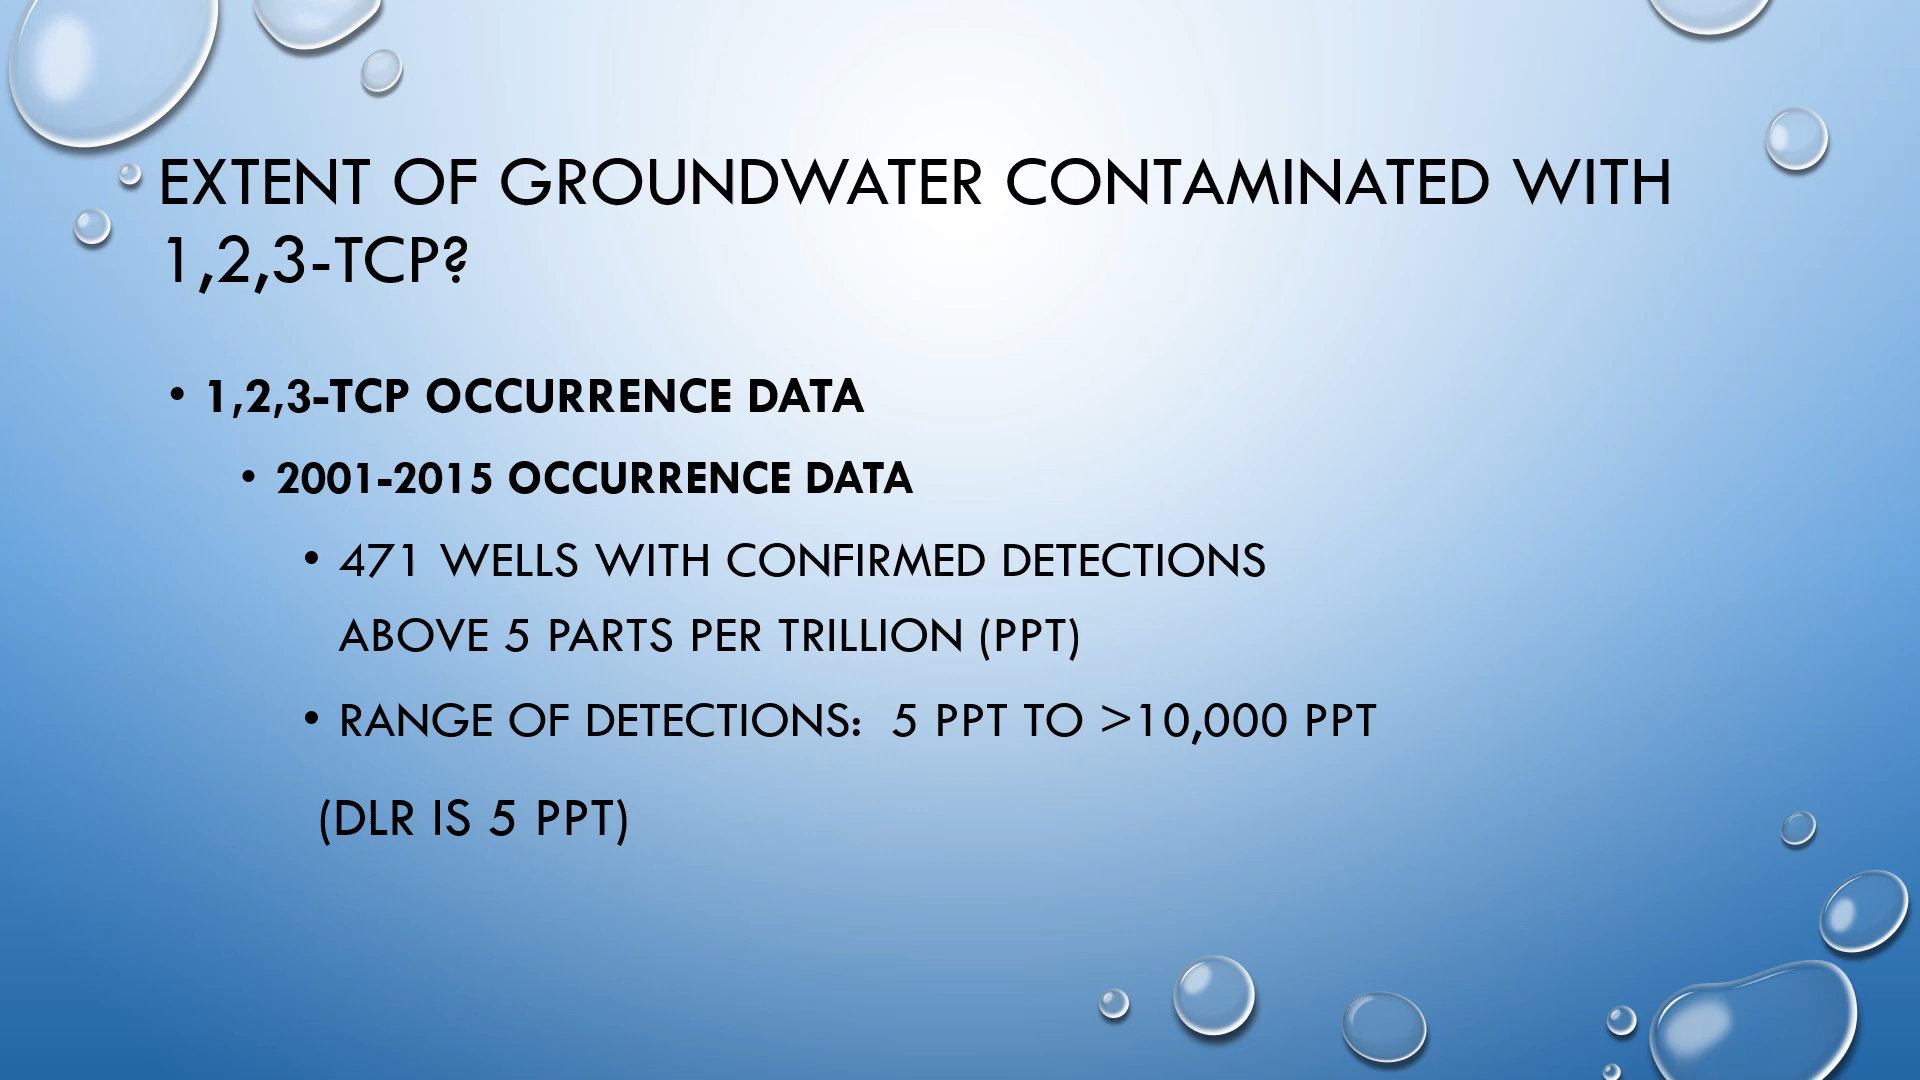 EXTENT OF GROUNDWATER CONTAMINATED WITH
1,2,3-TCP?
• 1,2,3-TCP OCCURRENCE DATA
• 2001-2015 OCCURRENCE DATA
• 471 WELLS WITH CONFIRMED DETECTIONS
ABOVE 5 PARTS PER TRILLION (PPT)
• RANGE OF DETECTIONS: 5 PPT TO >10,000 PPT
(DLR IS 5 PPT)